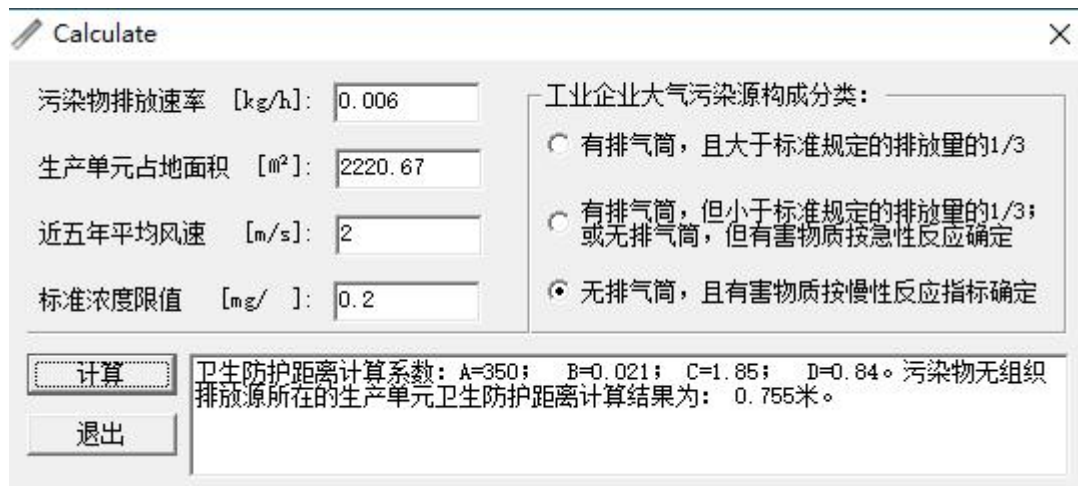 Calculate
污染物排放速率 [kg/h]: 0.006
生产单元占地面积 [m²]: 2220.67
近五年平均风速 [m/s]: 2
标准浓度限值 [mg/ ]: 0.2
工业企业大气污染源构成分类:
有排气筒，且大于标准规定的排放量的1/3
有排气筒，但小于标准规定的排放量的1/3；
或无排气筒，但有害物质按急性反应确定
无排气筒，且有害物质按慢性反应指标确定
计算
退出
卫生防护距离计算系数: A=350; B=0.021; C=1.85; D=0.84。污染物无组织
排放源所在的生产单元卫生防护距离计算结果为: 0.755米。